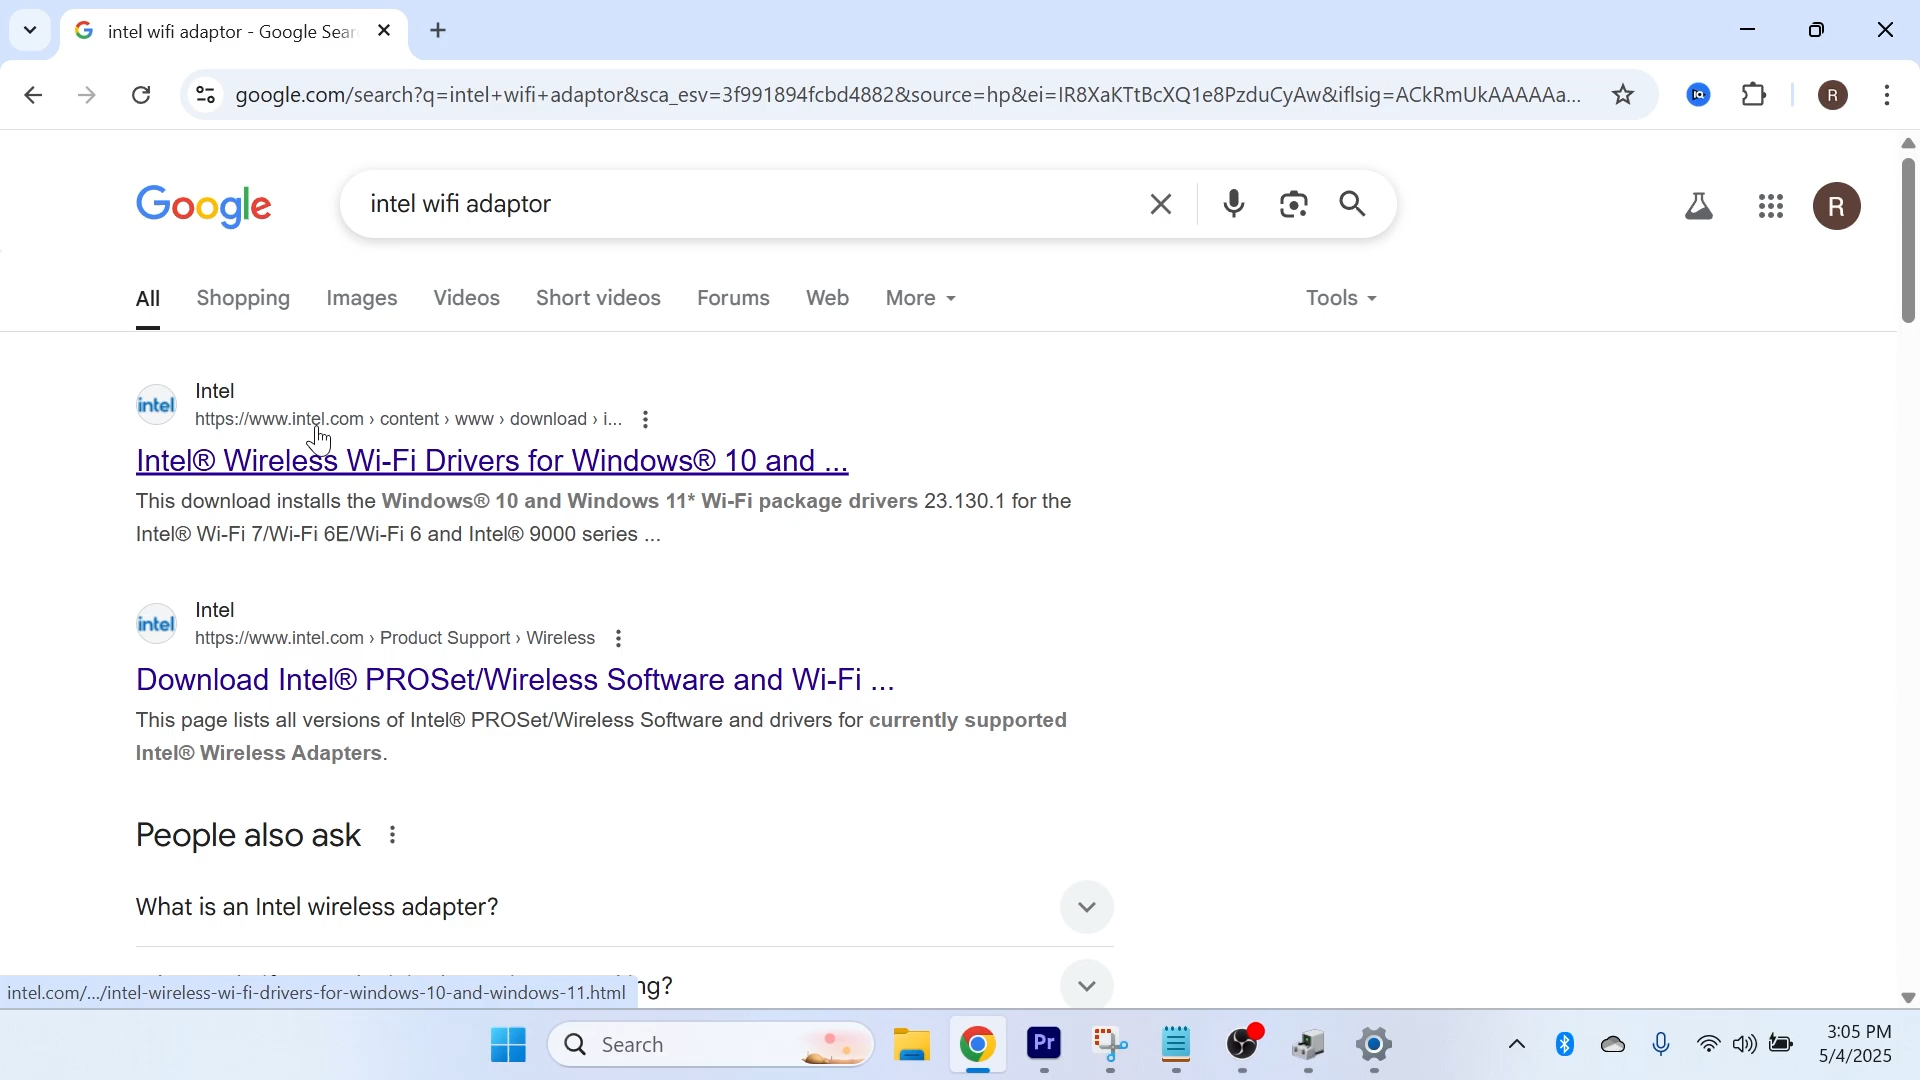 intel wifi adaptor - Google Sear
google.com/search?q=intel+wifi+adaptor&sca_esv=3f991894fcbd4882&source=hp&ei=IR8XaKTtBcXQ1e8PzduCyAw&iflsig=ACkRmUkAAAAAa...
R
Google
intel wifi adaptor
R
All
Shopping
Images
Videos
Short videos
Forums
Web
More
Tools
intel
Intel
https://www.intel.com › content › www › download › i...
Intel® Wireless Wi-Fi Drivers for Windows® 10 and ...
This download installs the Windows® 10 and Windows 11* Wi-Fi package drivers 23.130.1 for the
Intel® Wi-Fi 7/Wi-Fi 6E/Wi-Fi 6 and Intel® 9000 series ...
intel
Intel
https://www.intel.com › Product Support › Wireless
Download Intel® PROSet/Wireless Software and Wi-Fi ...
This page lists all versions of Intel® PROSet/Wireless Software and drivers for currently supported
Intel® Wireless Adapters.
People also ask
What is an Intel wireless adapter?
ng?
intel.com/.../intel-wireless-wi-fi-drivers-for-windows-10-and-windows-11.html
Search
Pr
3:05 PM
5/4/2025